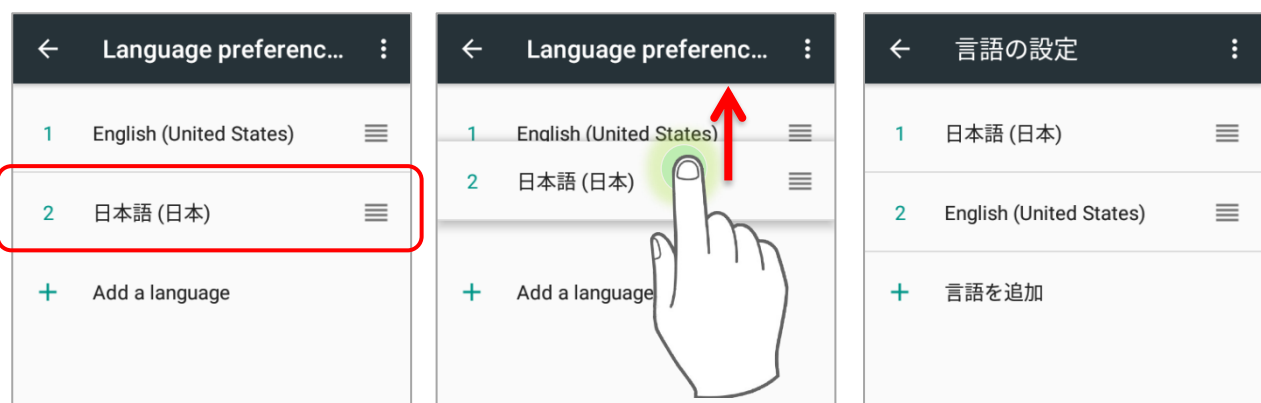 Language preferenc...
1 English (United States)
2 日本語 (日本)
+ Add a language
Language preferenc...
1 English (United States)
2 日本語 (日本)
+ Add a language
言語の設定
1 日本語 (日本)
2 English (United States)
+ 言語を追加